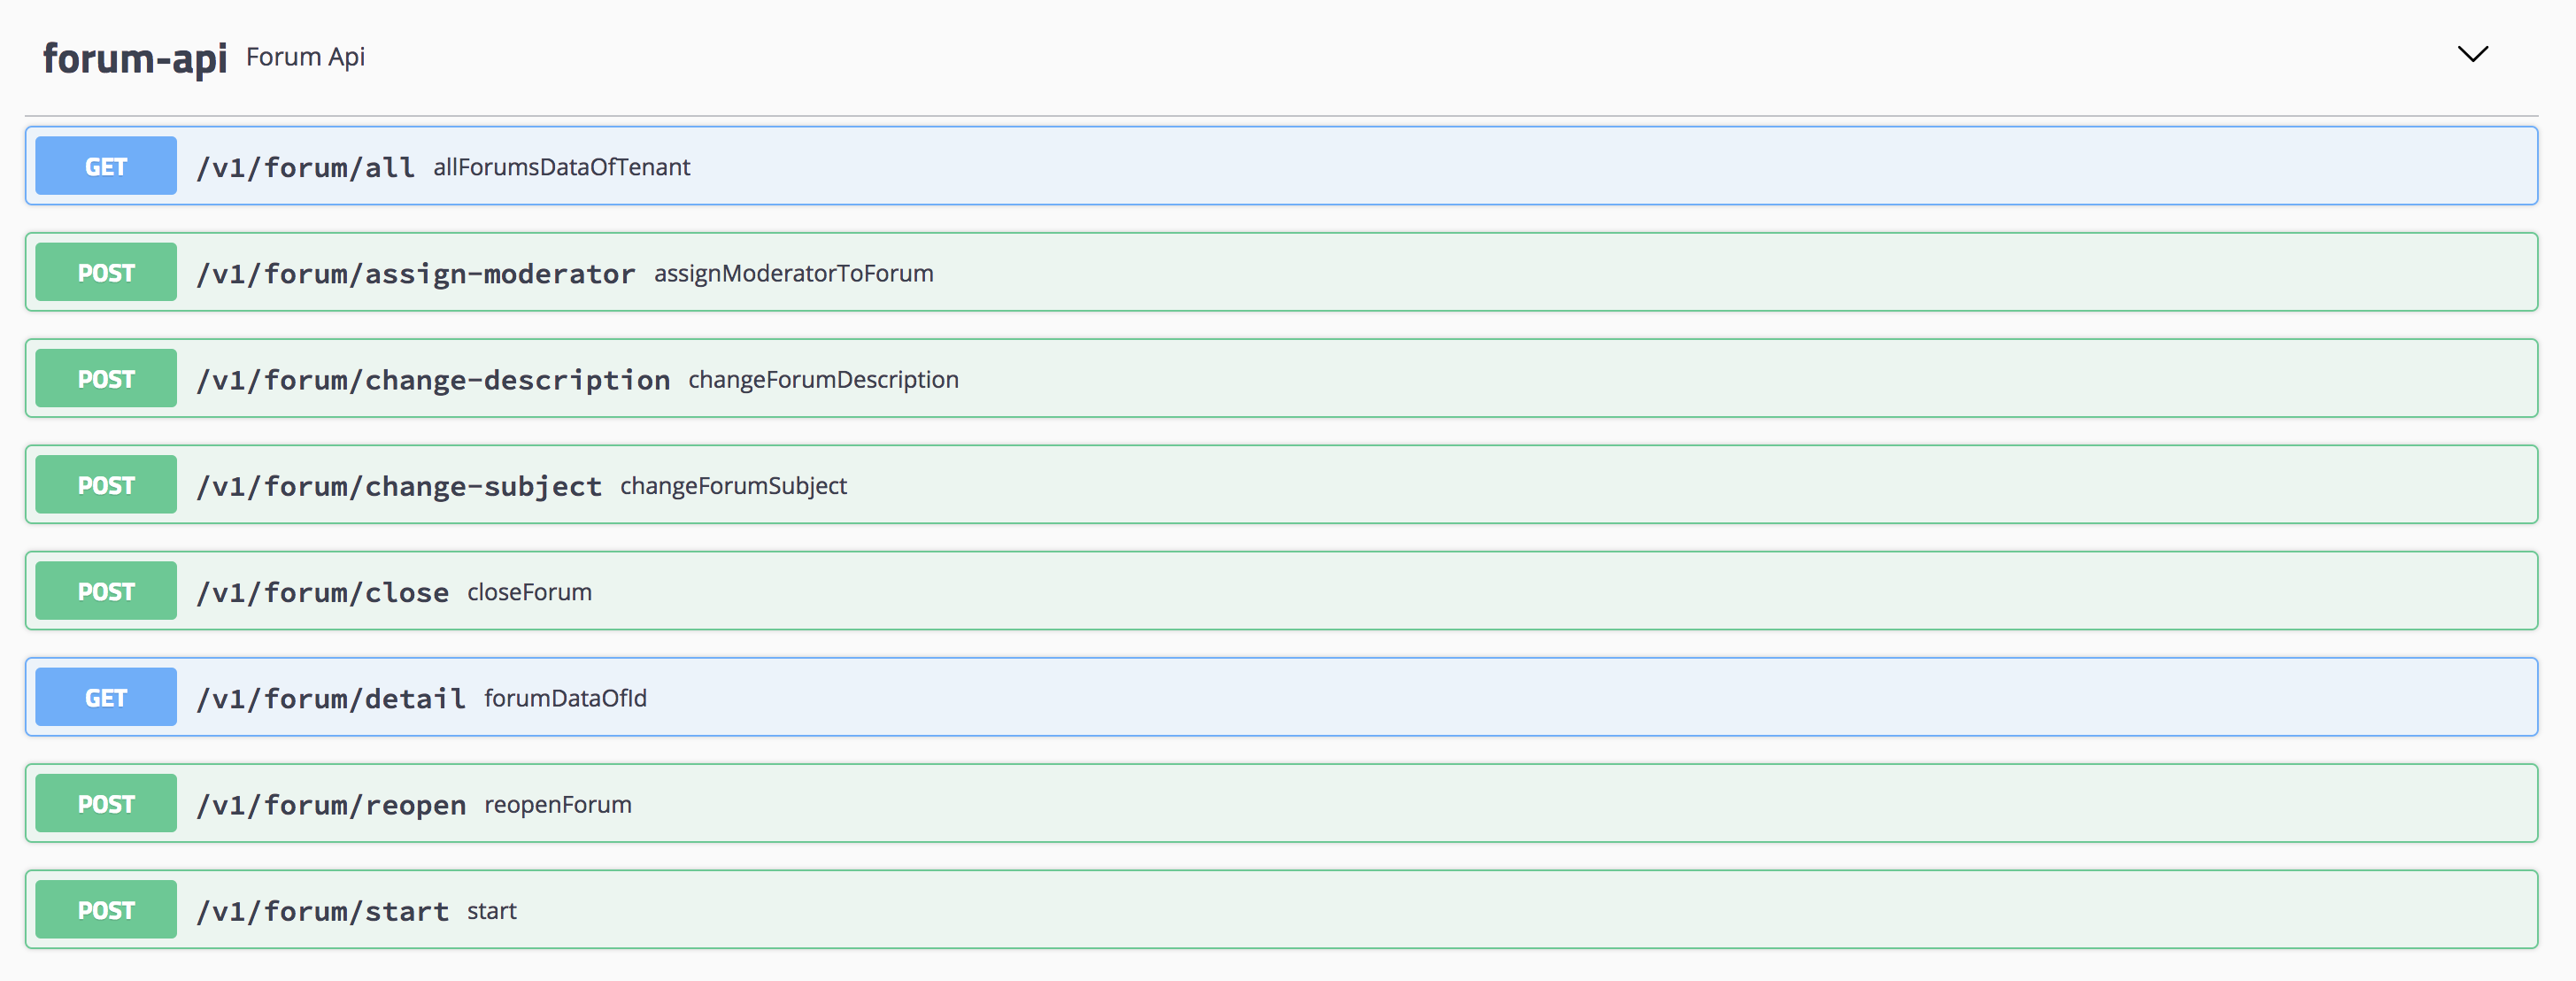 forum-api Forum Api
GET /v1/forum/all allForumsDataOfTenant
POST /v1/forum/assign-moderator assignModeratorToForum
POST /v1/forum/change-description changeForumDescription
POST /v1/forum/change-subject changeForumSubject
POST /v1/forum/close closeForum
GET /v1/forum/detail forumDataOfId
POST /v1/forum/reopen reopenForum
POST /v1/forum/start start